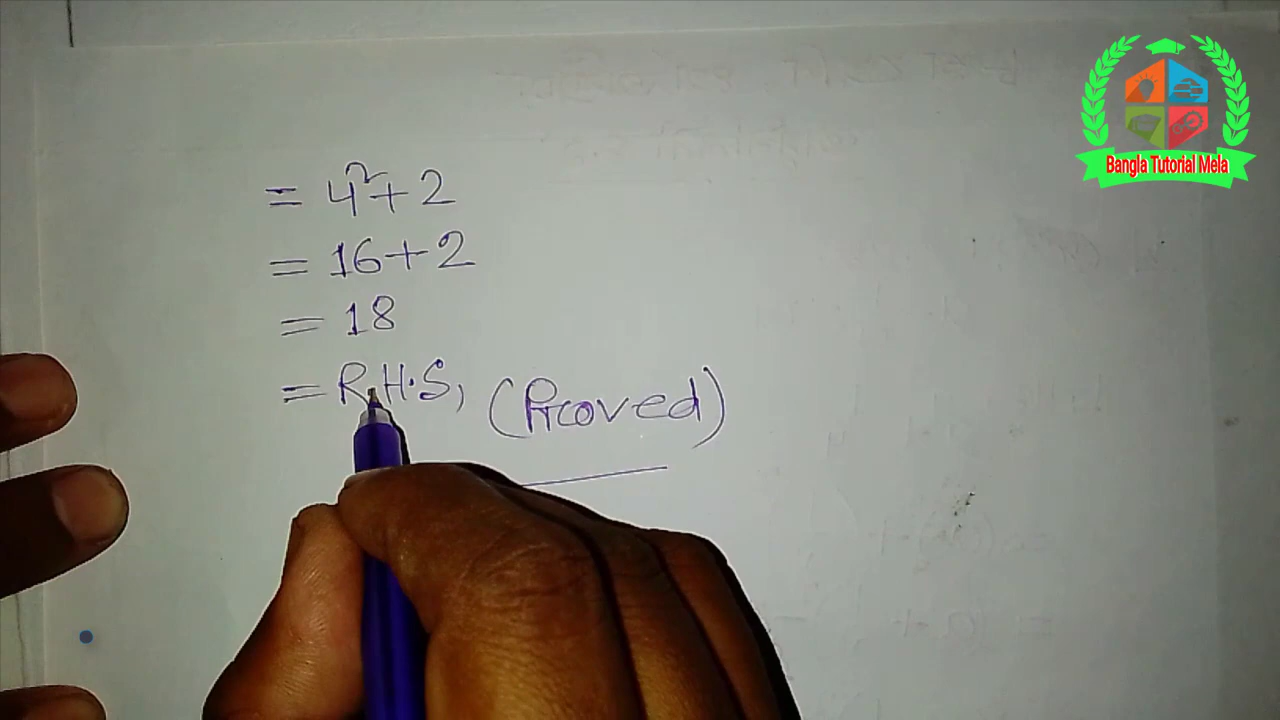 Bangla Tutorial Mela
= 4² + 2
= 16 + 2
= 18
= R.H.S, (Proved)